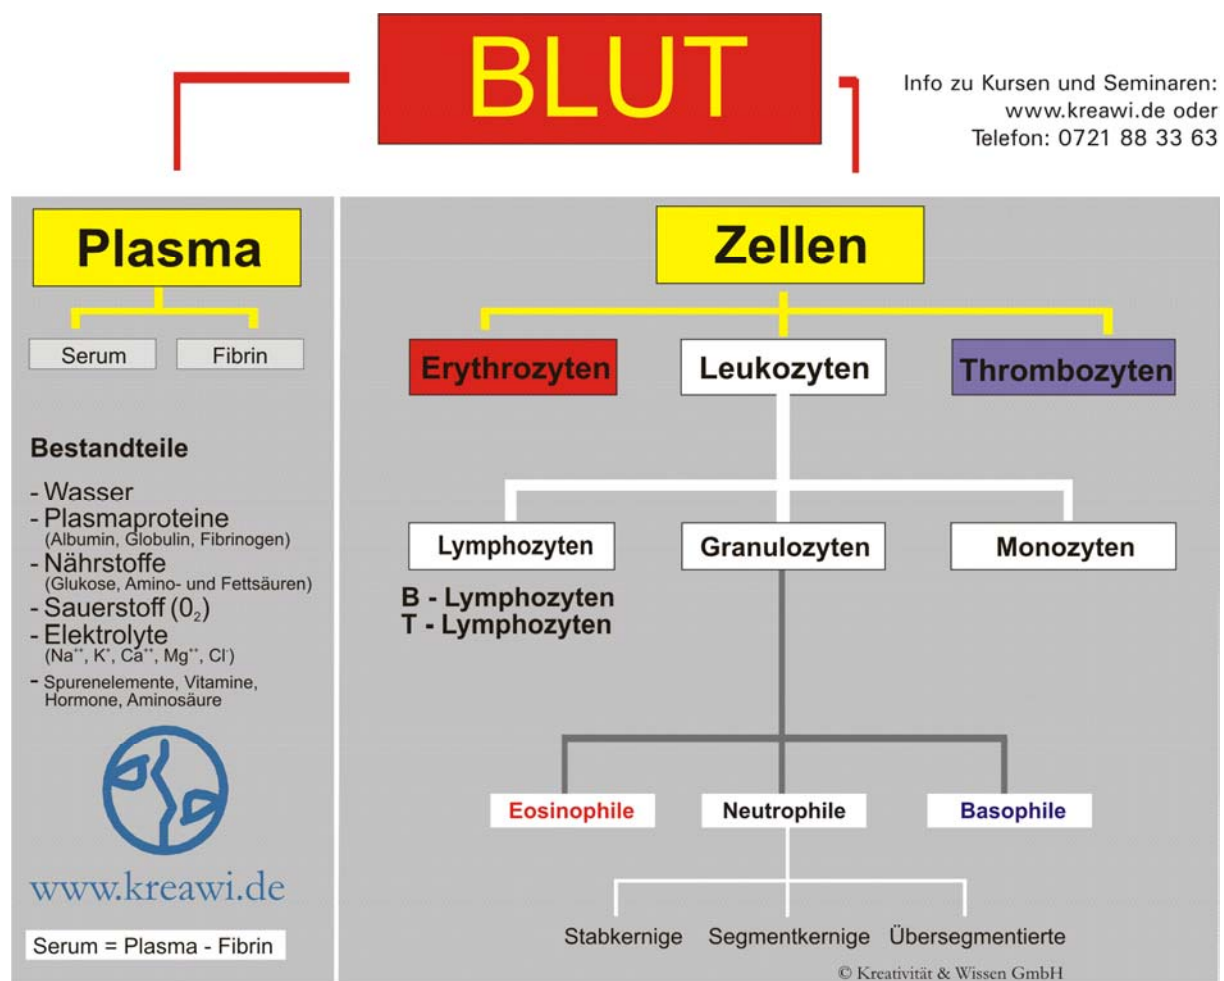 BLUT
Info zu Kursen und Seminaren:
www.kreawi.de oder
Telefon: 0721 88 33 63
Plasma
Serum
Fibrin
Bestandteile
- Wasser
- Plasmaproteine
(Albumin, Globulin, Fibrinogen)
- Nährstoffe
(Glukose, Amino- und Fettsäuren)
- Sauerstoff (0₂)
- Elektrolyte
(Na⁺⁺, K⁺, Ca⁺⁺, Mg⁺⁺, Cl⁻)
- Spurenelemente, Vitamine,
Hormone, Aminosäure
www.kreawi.de
Serum = Plasma - Fibrin
Zellen
Erythrozyten
Leukozyten
Thrombozyten
Lymphozyten
Granulozyten
Monozyten
B - Lymphozyten
T - Lymphozyten
Eosinophile
Neutrophile
Basophile
Stabkernige
Segmentkernige
Übersegmentierte
© Kreativität & Wissen GmbH